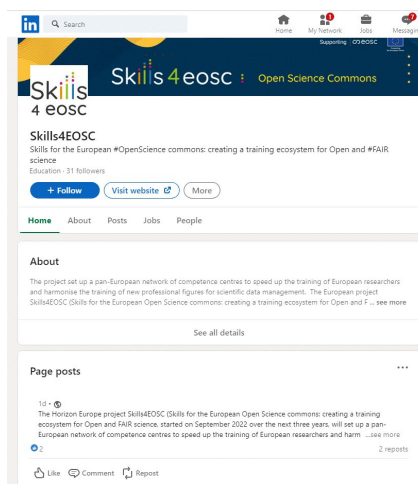 in
Search
Home
My Network
1
Jobs
Messaging
7
Supporting
eosc
Skills
4 eosc
Skills 4 eosc : Open Science Commons
Skills4EOSC
Skills for the European #OpenScience commons: creating a training ecosystem for Open and #FAIR
science
Education · 31 followers
+ Follow
Visit website
More
Home
About
Posts
Jobs
People
About
The project set up a pan-European network of competence centres to speed up the training of European researchers
and harmonise the training of new professional figures for scientific data management. The European project
Skills4EOSC (Skills for the European Open Science commons: creating a training ecosystem for Open and F ... see more
See all details
Page posts
1d •
The Horizon Europe project Skills4EOSC (Skills for the European Open Science commons: creating a training
ecosystem for Open and FAIR science, started on September 2022 over the next three years, will set up a pan-
European network of competence centres to speed up the training of European researchers and harm ...see more
2
2 reposts
Like
Comment
Repost